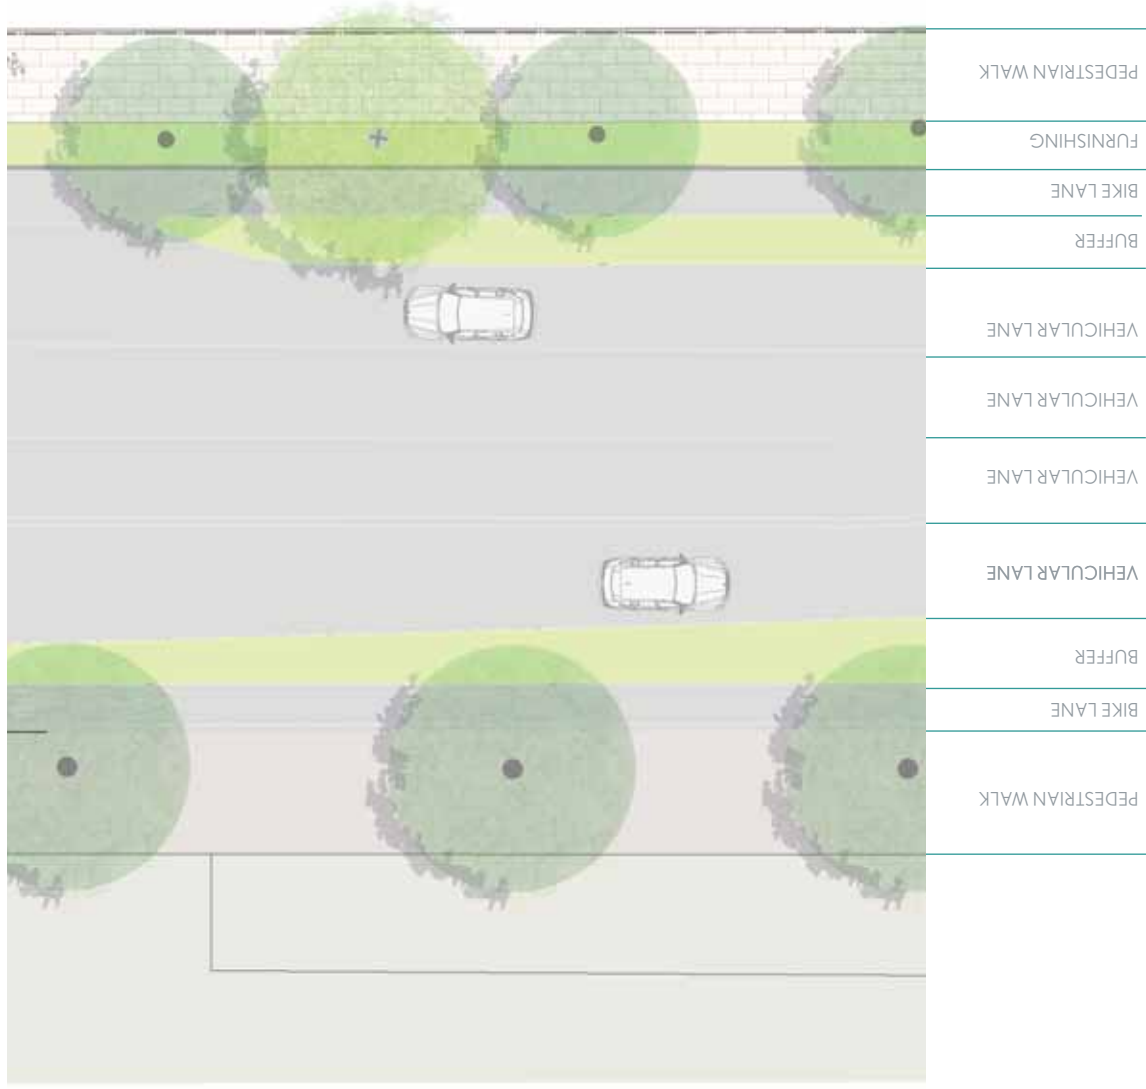 PEDESTRIAN WALK
BIKE LANE
BUFFER
VEHICULAR LANE
VEHICULAR LANE
VEHICULAR LANE
VEHICULAR LANE
BUFFER
BIKE LANE
FURNISHING
PEDESTRIAN WALK